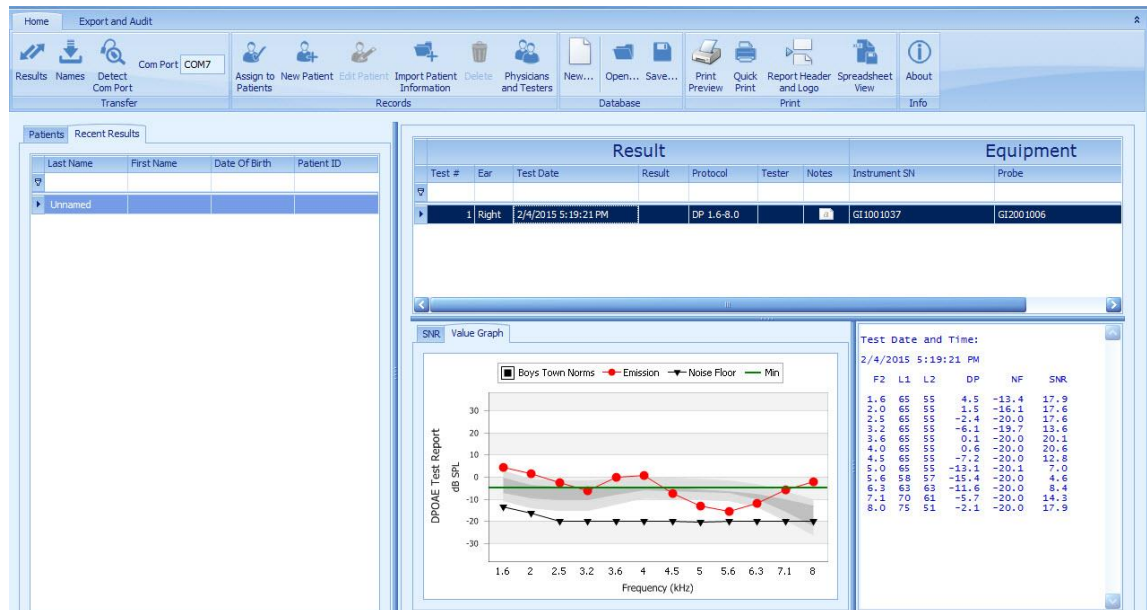 Home Export and Audit
Results Names Detect Com Port Com Port COM7 Assign to Patients New Patient Edit Patient Import Patient Information Delete Physicians and Testers New... Open... Save... Print Preview Quick Print Report Header and Logo Spreadsheet View About
Transfer Records Database Print Info
Patients Recent Results
Last Name First Name Date Of Birth Patient ID
Unnamed
Result Equipment
Test # Ear Test Date Result Protocol Tester Notes Instrument SN Probe
1 Right 2/4/2015 5:19:21 PM DP 1.6-8.0 a GI1001037 GI2001006
SNR Value Graph
Boys Town Norms Emission Noise Floor Min
DPOAE Test Report
dB SPL
30
20
10
0
-10
-20
-30
1.6 2 2.5 3.2 3.6 4 4.5 5 5.6 6.3 7.1 8
Frequency (kHz)
Test Date and Time:
2/4/2015 5:19:21 PM
F2 L1 L2 DP NF SNR
1.6 65 55 4.5 -13.4 17.9
2.0 65 55 1.5 -16.1 17.6
2.5 65 55 -2.4 -20.0 17.6
3.2 65 55 -6.1 -19.7 13.6
3.6 65 55 0.1 -20.0 20.1
4.0 65 55 0.6 -20.0 20.6
4.5 65 55 -7.2 -20.0 12.8
5.0 65 55 -13.1 -20.1 7.0
5.6 58 57 -15.4 -20.0 4.6
6.3 63 63 -11.6 -20.0 8.4
7.1 70 61 -5.7 -20.0 14.3
8.0 75 51 -2.1 -20.0 17.9